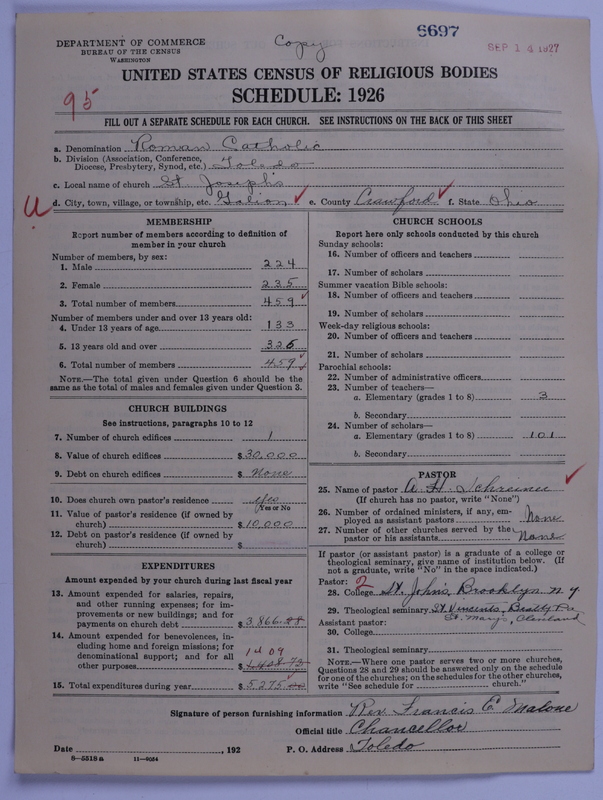 6697
DEPARTMENT OF COMMERCE
BUREAU OF THE CENSUS
WASHINGTON
Copy
SEP 14 1927
UNITED STATES CENSUS OF RELIGIOUS BODIES
95
SCHEDULE: 1926
FILL OUT A SEPARATE SCHEDULE FOR EACH CHURCH. SEE INSTRUCTIONS ON THE BACK OF THIS SHEET
a. Denomination Roman Catholic
b. Division (Association, Conference,
Diocese, Presbytery, Synod, etc.) Toledo
c. Local name of church St. Joseph's
d. City, town, village, or township, etc. Galion e. County Crawford f. State Ohio
MEMBERSHIP
Report number of members according to definition of
member in your church
Number of members, by sex:
1. Male 224
2. Female 235
3. Total number of members 459
Number of members under and over 13 years old:
4. Under 13 years of age 133
5. 13 years old and over 326
6. Total number of members 459
NOTE.—The total given under Question 6 should be the
same as the total of males and females given under Question 3.
CHURCH BUILDINGS
See instructions, paragraphs 10 to 12
7. Number of church edifices 1
8. Value of church edifices $30,000
9. Debt on church edifices $None
10. Does church own pastor's residence Yes
Yes or No
11. Value of pastor's residence (if owned by
church) $10,000
12. Debt on pastor's residence (if owned by
church) $
EXPENDITURES
Amount expended by your church during last fiscal year
13. Amount expended for salaries, repairs,
and other running expenses; for im-
provements or new buildings; and for
payments on church debt $3,866.
14. Amount expended for benevolences, in-
cluding home and foreign missions; for
denominational support; and for all 1409
other purposes $
15. Total expenditures during year $5275
CHURCH SCHOOLS
Report here only schools conducted by this church
Sunday schools:
16. Number of officers and teachers
17. Number of scholars
Summer vacation Bible schools:
18. Number of officers and teachers
19. Number of scholars
Week-day religious schools:
20. Number of officers and teachers
21. Number of scholars
Parochial schools:
22. Number of administrative officers
23. Number of teachers—
a. Elementary (grades 1 to 8) 3
b. Secondary
24. Number of scholars—
a. Elementary (grades 1 to 8) 101
b. Secondary
PASTOR
25. Name of pastor A. H. Schreiner
(If church has no pastor, write "None")
26. Number of ordained ministers, if any, em-
ployed as assistant pastors None
27. Number of other churches served by the
pastor or his assistants None
If pastor (or assistant pastor) is a graduate of a college or
theological seminary, give name of institution below. (If
not a graduate, write "No" in the space indicated.)
Pastor: 2
28. College St. John's, Brooklyn N.Y.
29. Theological seminary St. Vincents, Beatty Pa.
Assistant pastor: St. Mary's, Cleveland
30. College
31. Theological seminary
NOTE.—Where one pastor serves two or more churches,
Questions 28 and 29 should be answered only on the schedule
for one of the churches; on the schedules for the other churches,
write "See schedule for church."
Signature of person furnishing information Rev. Francis E. Malone
Official title Chancellor
Date , 192 P. O. Address Toledo
8—5518a 11—9054